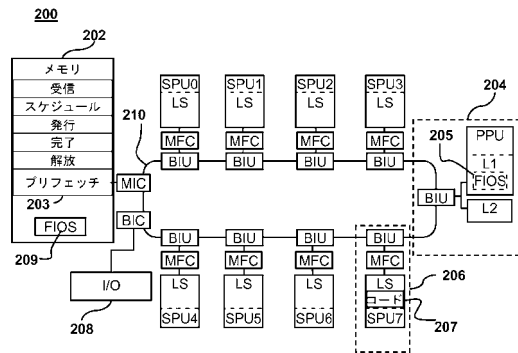 200
202
メモリ
受信
スケジュール
発行
完了
解放
プリフェッチ
203
FIOS
209
210
MIC
BIC
I/O
208
SPU0 SPU1 SPU2 SPU3
LS LS LS LS
MFC MFC MFC MFC
BIU BIU BIU BIU
204
205
PPU
L1
FIOS
BIU
L2
BIU BIU BIU BIU
MFC MFC MFC MFC
LS LS LS LS
コード
SPU4 SPU5 SPU6 SPU7
206
207